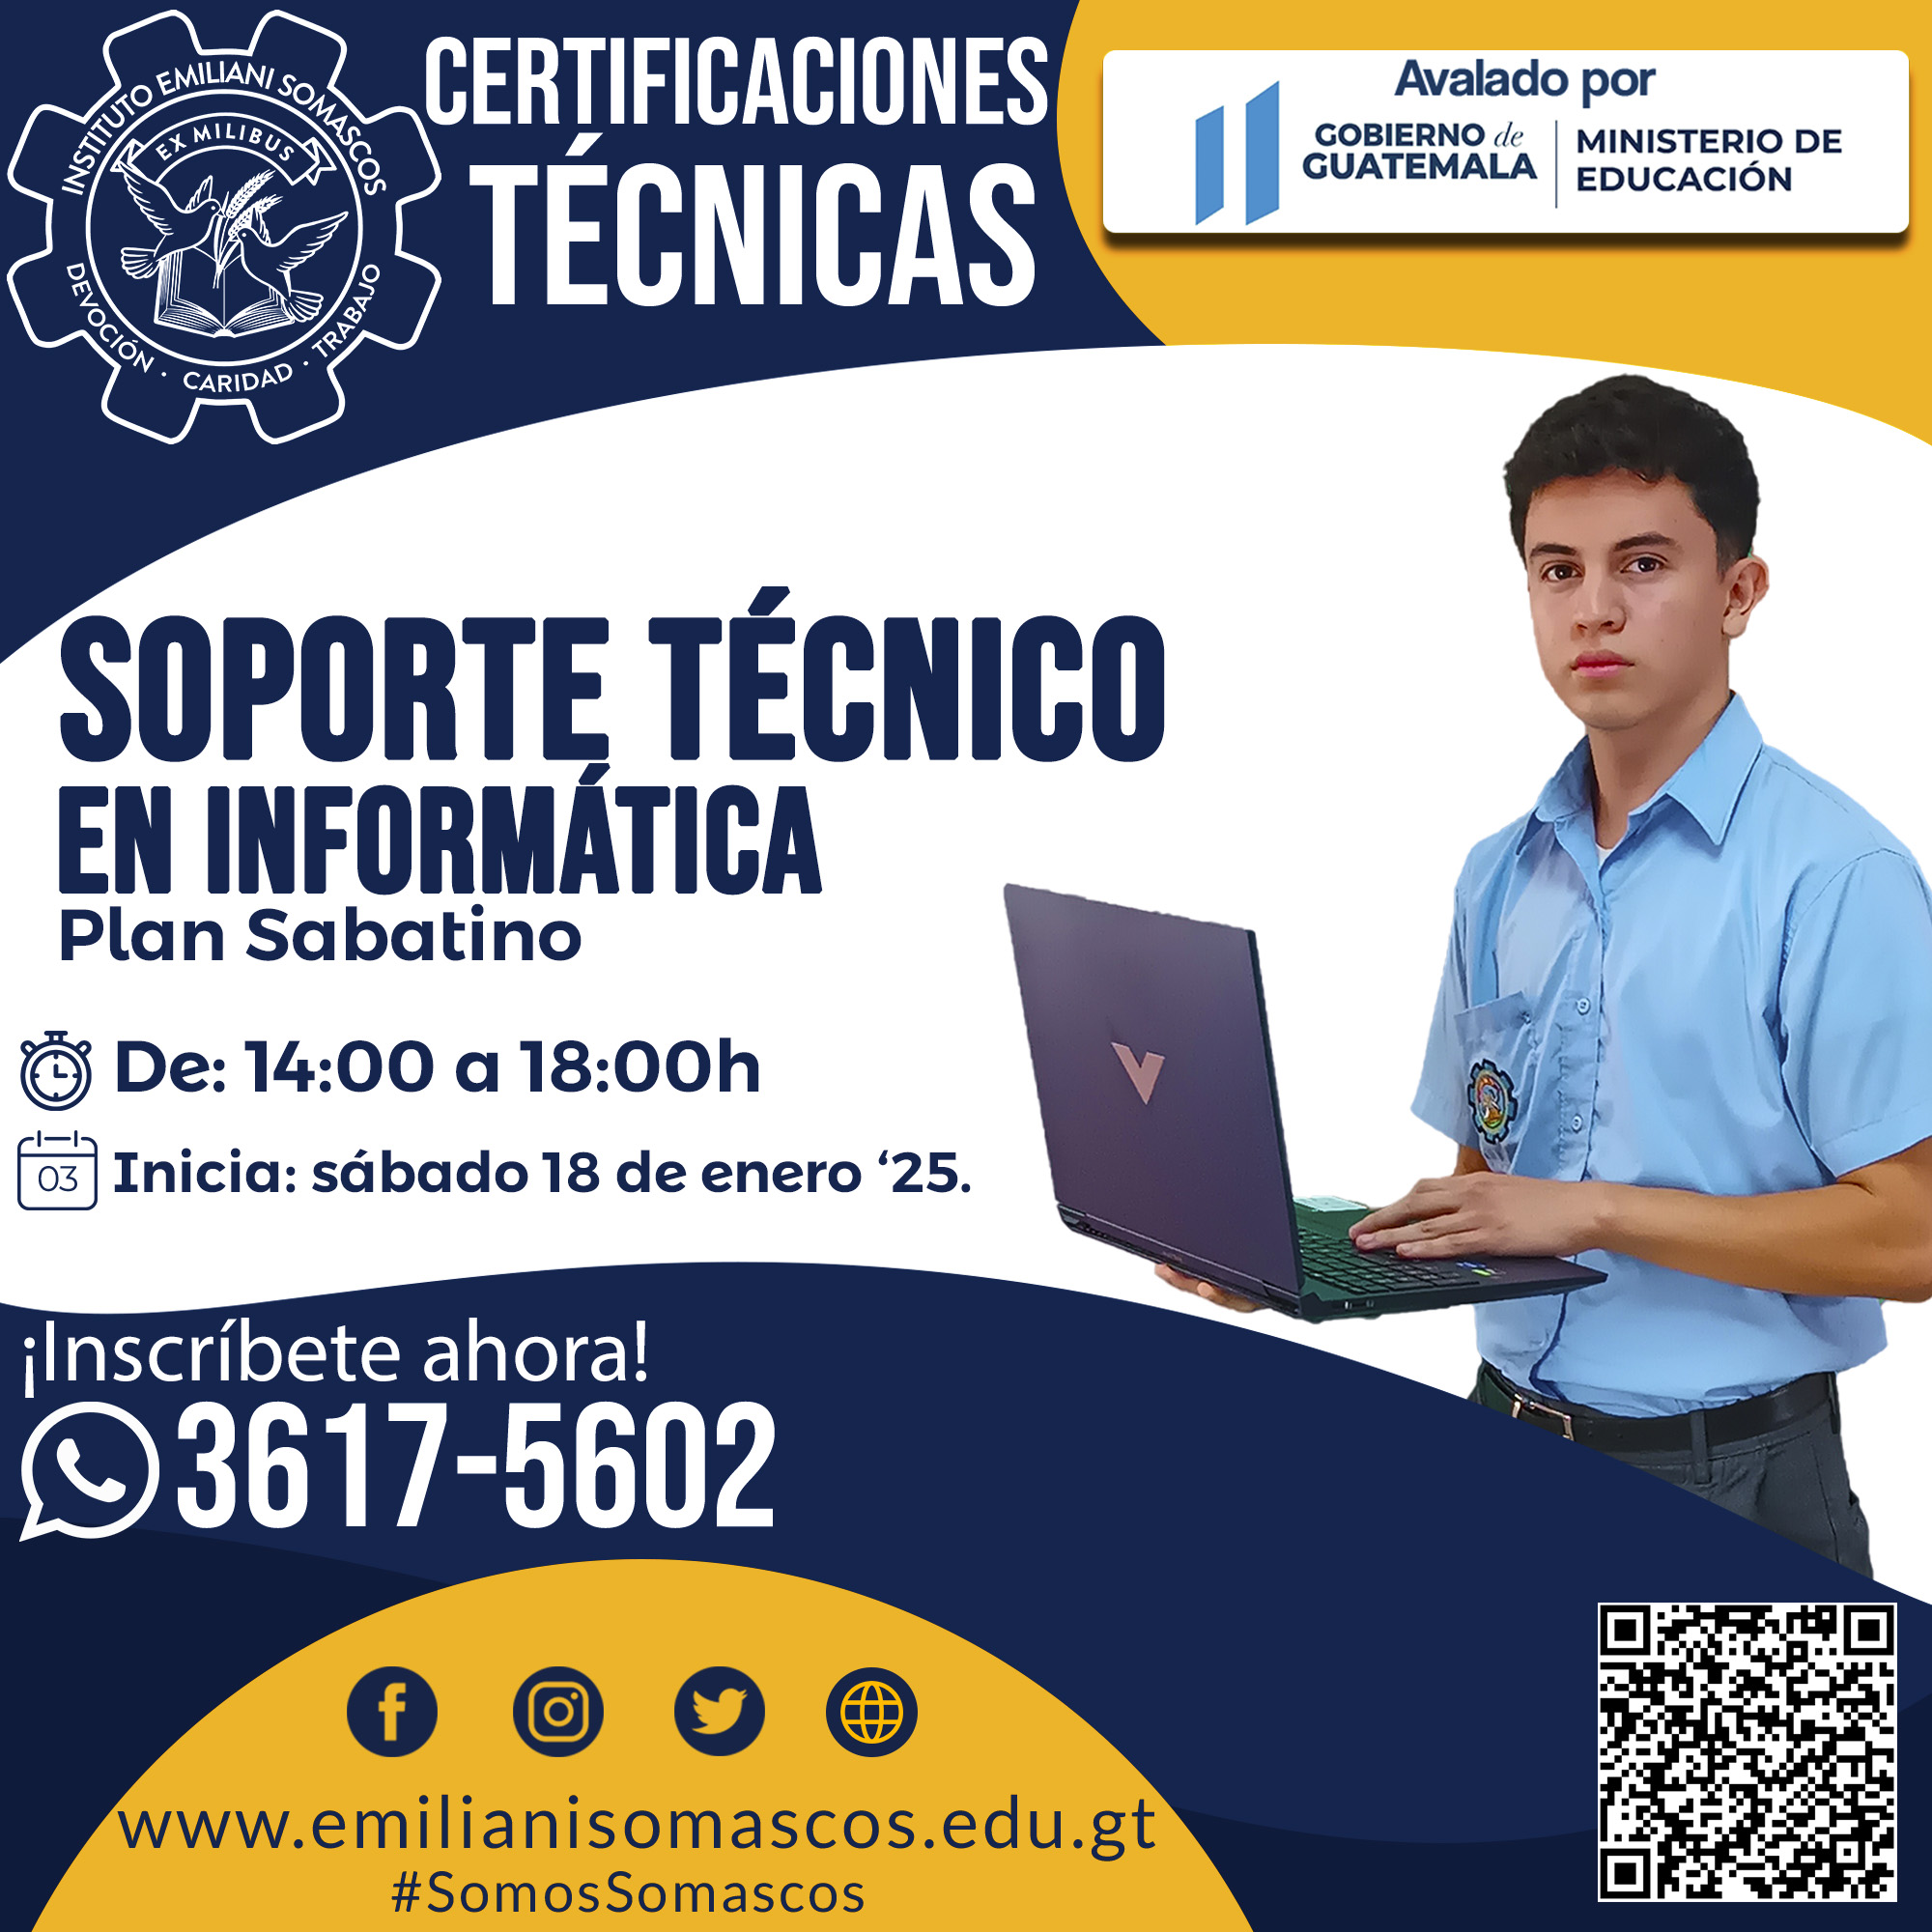 INSTITUTO EMILIANI SOMASCOS
EX MILIBUS
DEVOCIÓN · CARIDAD · TRABAJO
CERTIFICACIONES
TÉCNICAS
Avalado por
GOBIERNO de
GUATEMALA
MINISTERIO DE
EDUCACIÓN
SOPORTE TÉCNICO
EN INFORMÁTICA
Plan Sabatino
De: 14:00 a 18:00h
03
Inicia: sábado 18 de enero ‘25.
¡Inscríbete ahora!
3617-5602
www.emilianisomascos.edu.gt
#SomosSomascos